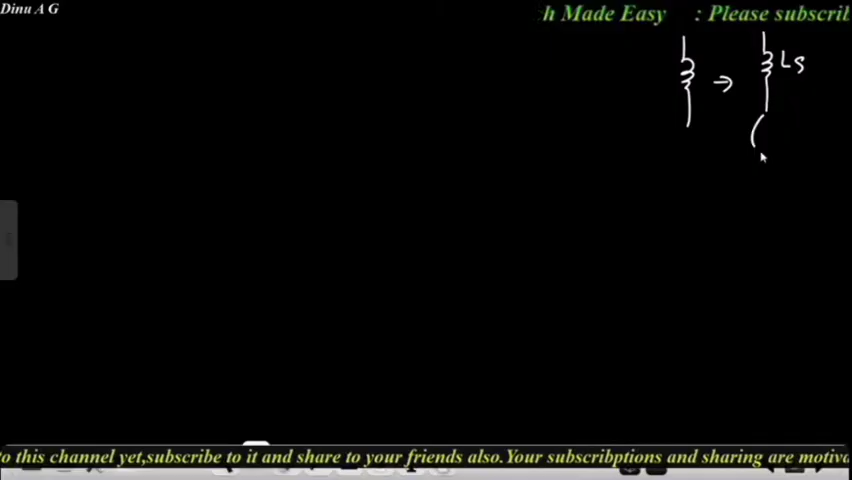 Dinu A G
h Made Easy : Please subscrib
→ Ls
to this channel yet,subscribe to it and share to your friends also.Your subscribptions and sharing are motiva